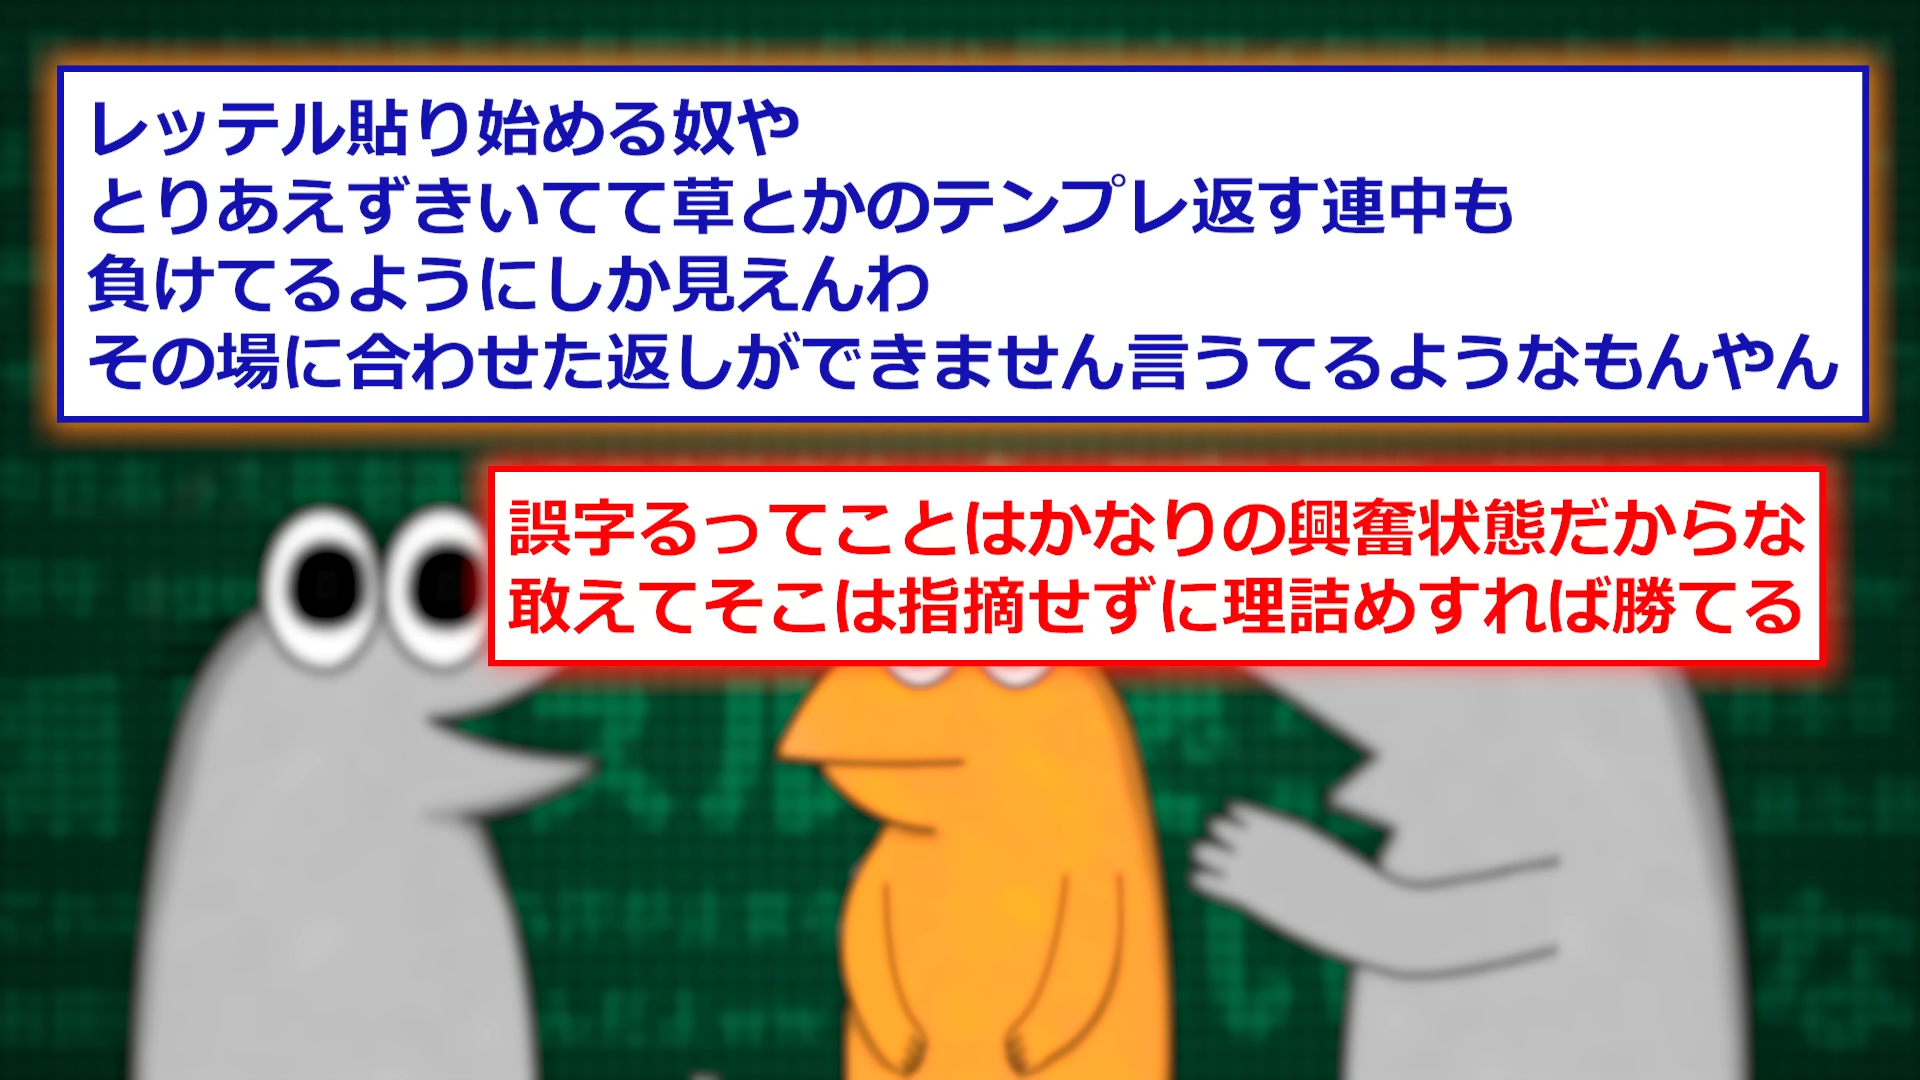 レッテル貼り始める奴や
とりあえずきいてて草とかのテンプレ返す連中も
負けてるようにしか見えんわ
その場に合わせた返しができません言うてるようなもんやん
誤字るってことはかなりの興奮状態だからな
敢えてそこは指摘せずに理詰めすれば勝てる